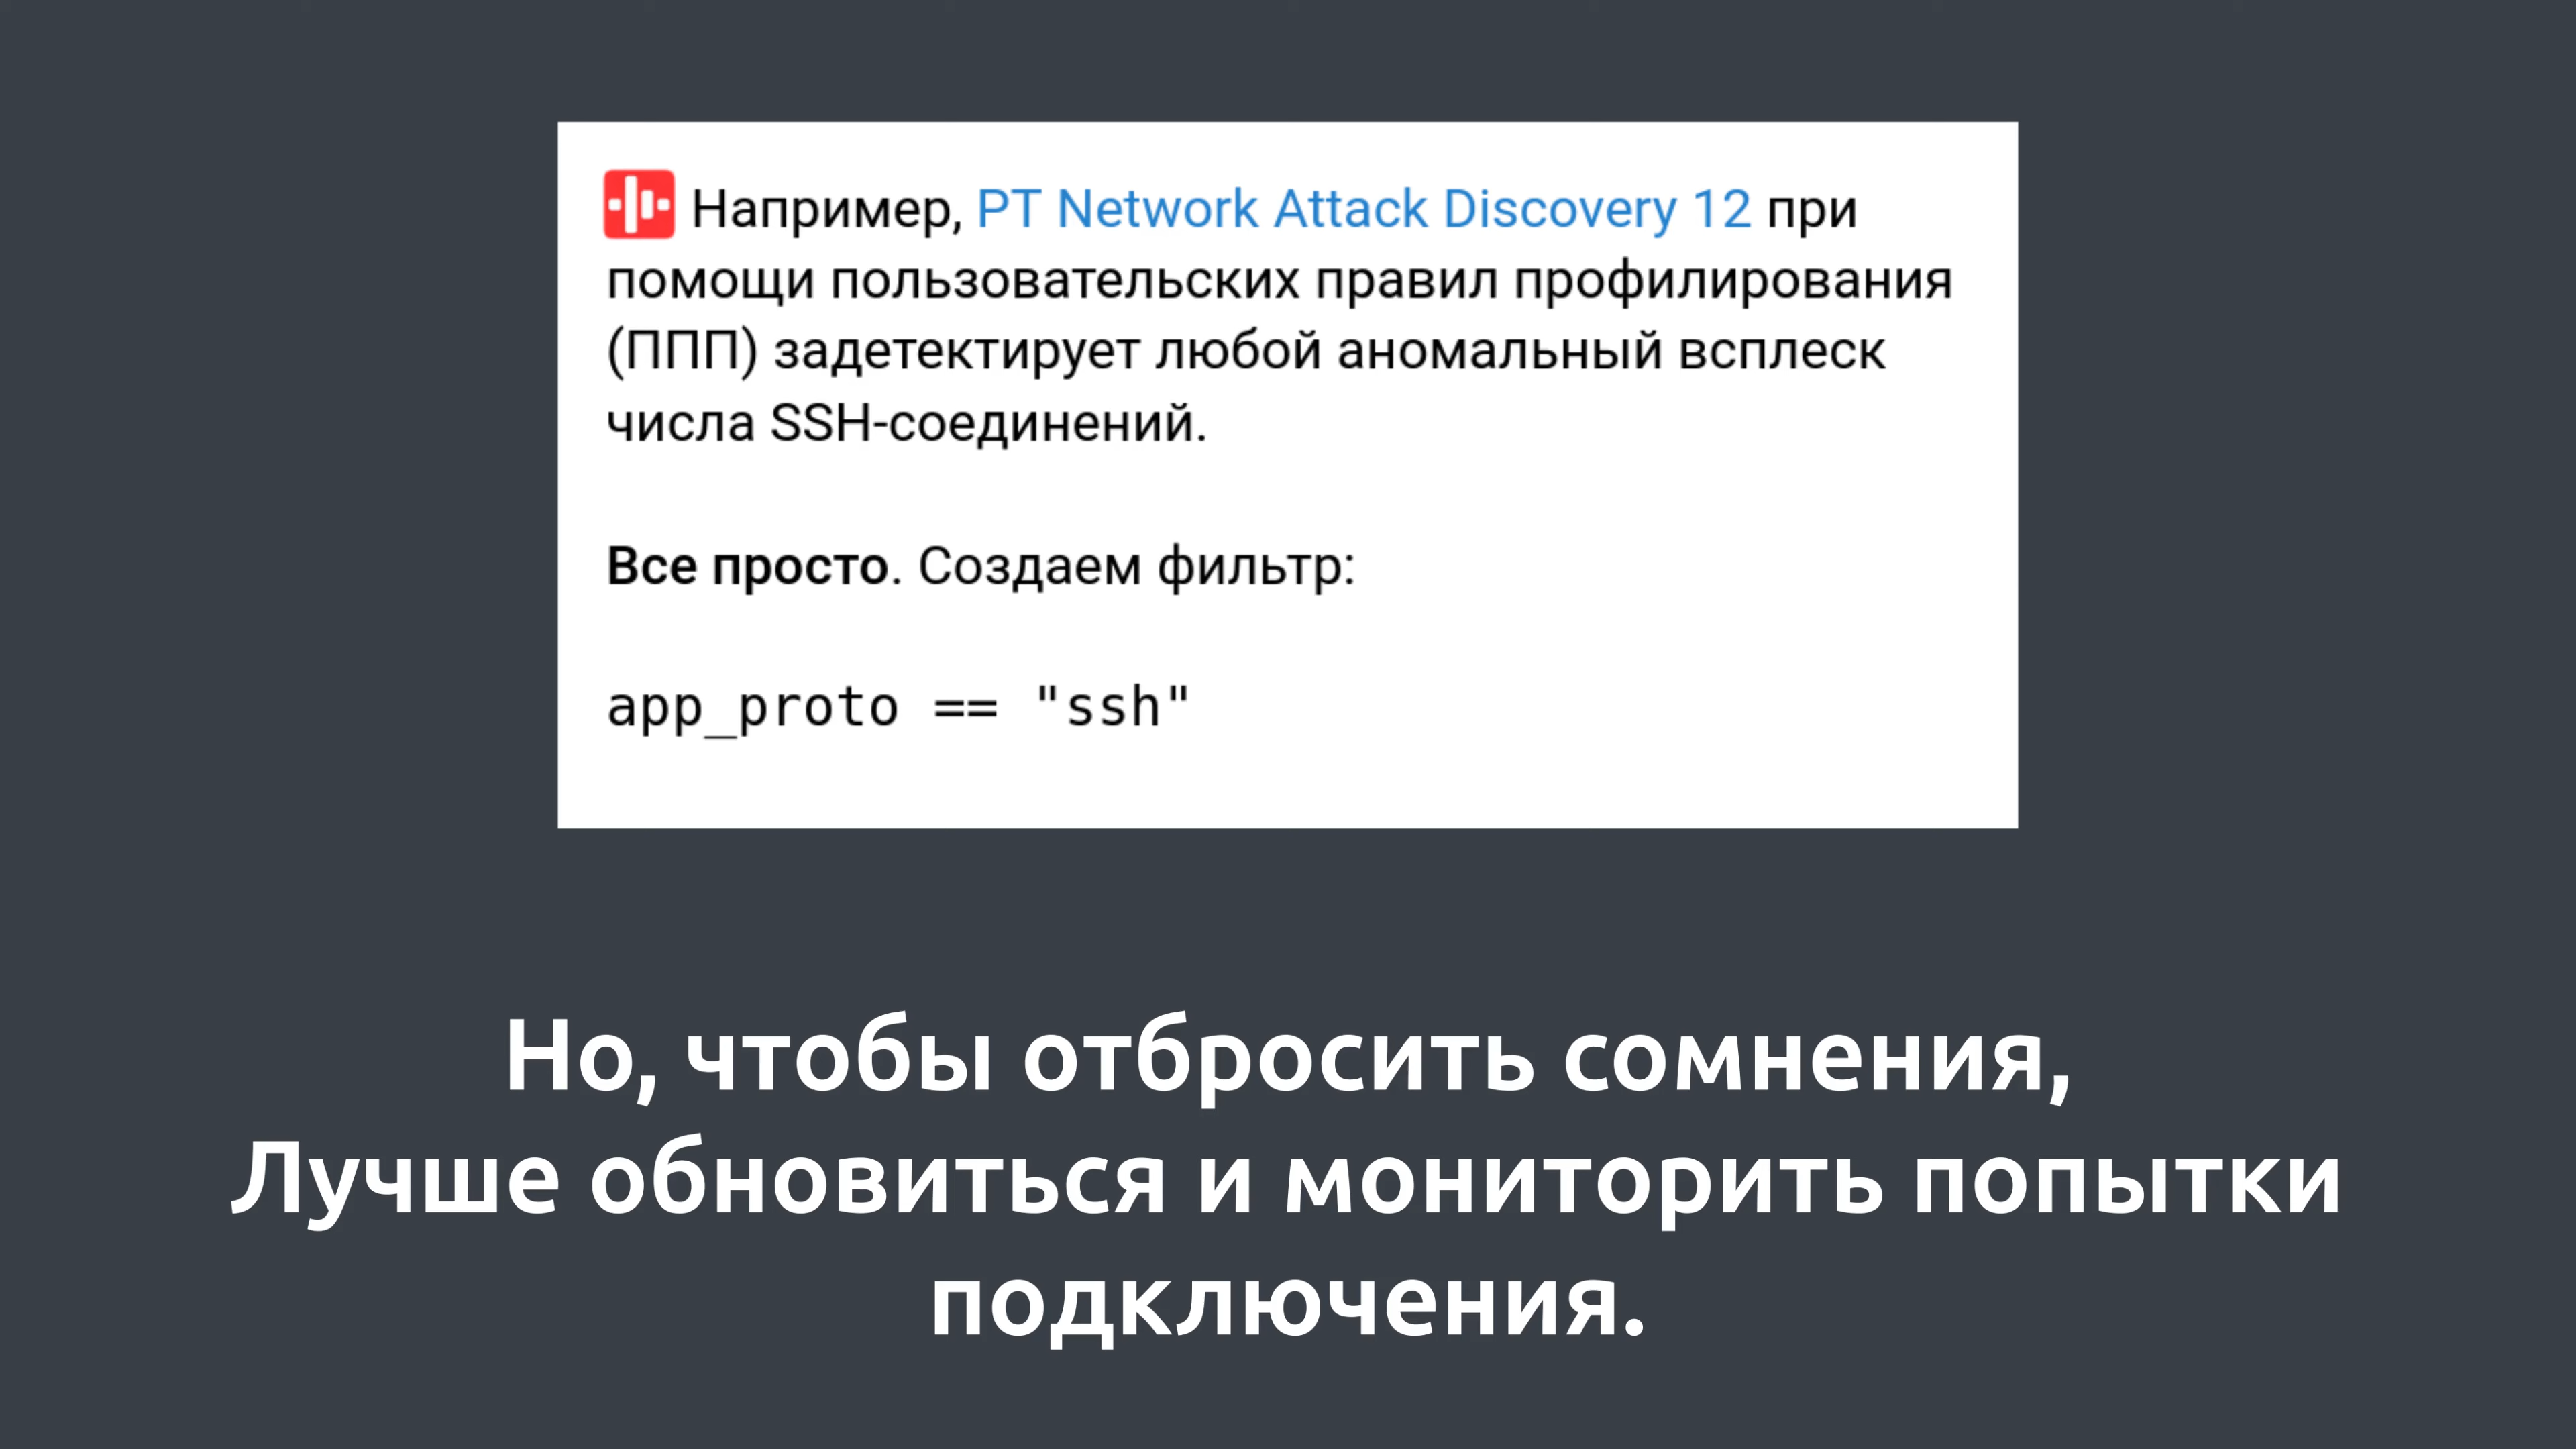 Например, PT Network Attack Discovery 12 при
помощи пользовательских правил профилирования
(ППП) задетектирует любой аномальный всплеск
числа SSH-соединений.
Все просто. Создаем фильтр:
app_proto == "ssh"
Но, чтобы отбросить сомнения,
Лучше обновиться и мониторить попытки
подключения.